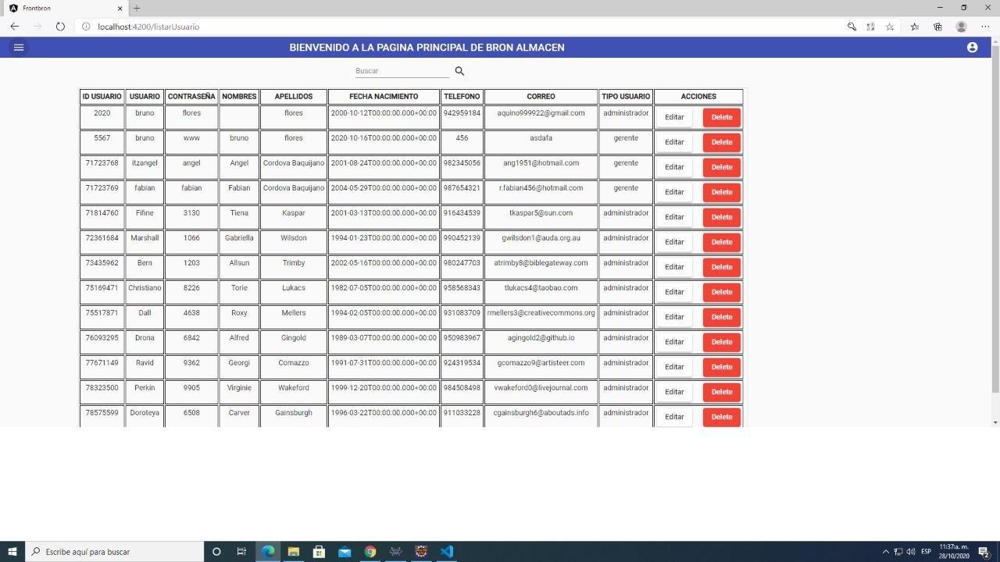 Frontbron
localhost:4200/listarUsuario
BIENVENIDO A LA PAGINA PRINCIPAL DE BRON ALMACEN
Buscar
ID USUARIO USUARIO CONTRASEÑA NOMBRES APELLIDOS FECHA NACIMIENTO TELEFONO CORREO TIPO USUARIO ACCIONES
2020 bruno flores flores 2000-10-12T00:00:00.000+00:00 942959184 aquino999922@gmail.com administrador Editar Delete
5567 bruno www bruno flores 2020-10-16T00:00:00.000+00:00 456 asdafa gerente Editar Delete
71723768 itzangel angel Angel Cordova Baquijano 2001-08-24T00:00:00.000+00:00 982345056 ang1951@hotmail.com gerente Editar Delete
71723769 fabian fabian Fabian Cordova Baquijano 2004-05-29T00:00:00.000+00:00 987654321 r.fabian456@hotmail.com gerente Editar Delete
71814760 Fifine 3130 Tiena Kaspar 2001-03-13T00:00:00.000+00:00 916434539 tkaspar5@sun.com administrador Editar Delete
72361684 Marshall 1066 Gabriella Wilsdon 1994-01-23T00:00:00.000+00:00 990452139 gwilsdon1@auda.org.au administrador Editar Delete
73435962 Bern 1203 Allsun Trimby 2002-05-16T00:00:00.000+00:00 980247703 atrimby8@biblegateway.com administrador Editar Delete
75169471 Christiano 8226 Torie Lukacs 1982-07-05T00:00:00.000+00:00 958568343 tlukacs4@taobao.com administrador Editar Delete
75517871 Dall 4638 Roxy Mellers 1994-02-05T00:00:00.000+00:00 931083709 rmellers3@creativecommons.org administrador Editar Delete
76093295 Drona 6842 Alfred Gingold 1989-03-07T00:00:00.000+00:00 950983967 agingold2@github.io administrador Editar Delete
77671149 Ravid 9362 Georgi Comazzo 1991-07-31T00:00:00.000+00:00 924319534 gcomazzo9@artisteer.com administrador Editar Delete
78323500 Perkin 9905 Virginie Wakeford 1999-12-20T00:00:00.000+00:00 984508498 vwakeford0@livejournal.com administrador Editar Delete
78575599 Doroteya 6508 Carver Gainsburgh 1996-03-22T00:00:00.000+00:00 911033228 cgainsburgh6@aboutads.info administrador Editar Delete
Escribe aquí para buscar
ESP
11:37 a. m.
28/10/2020
2